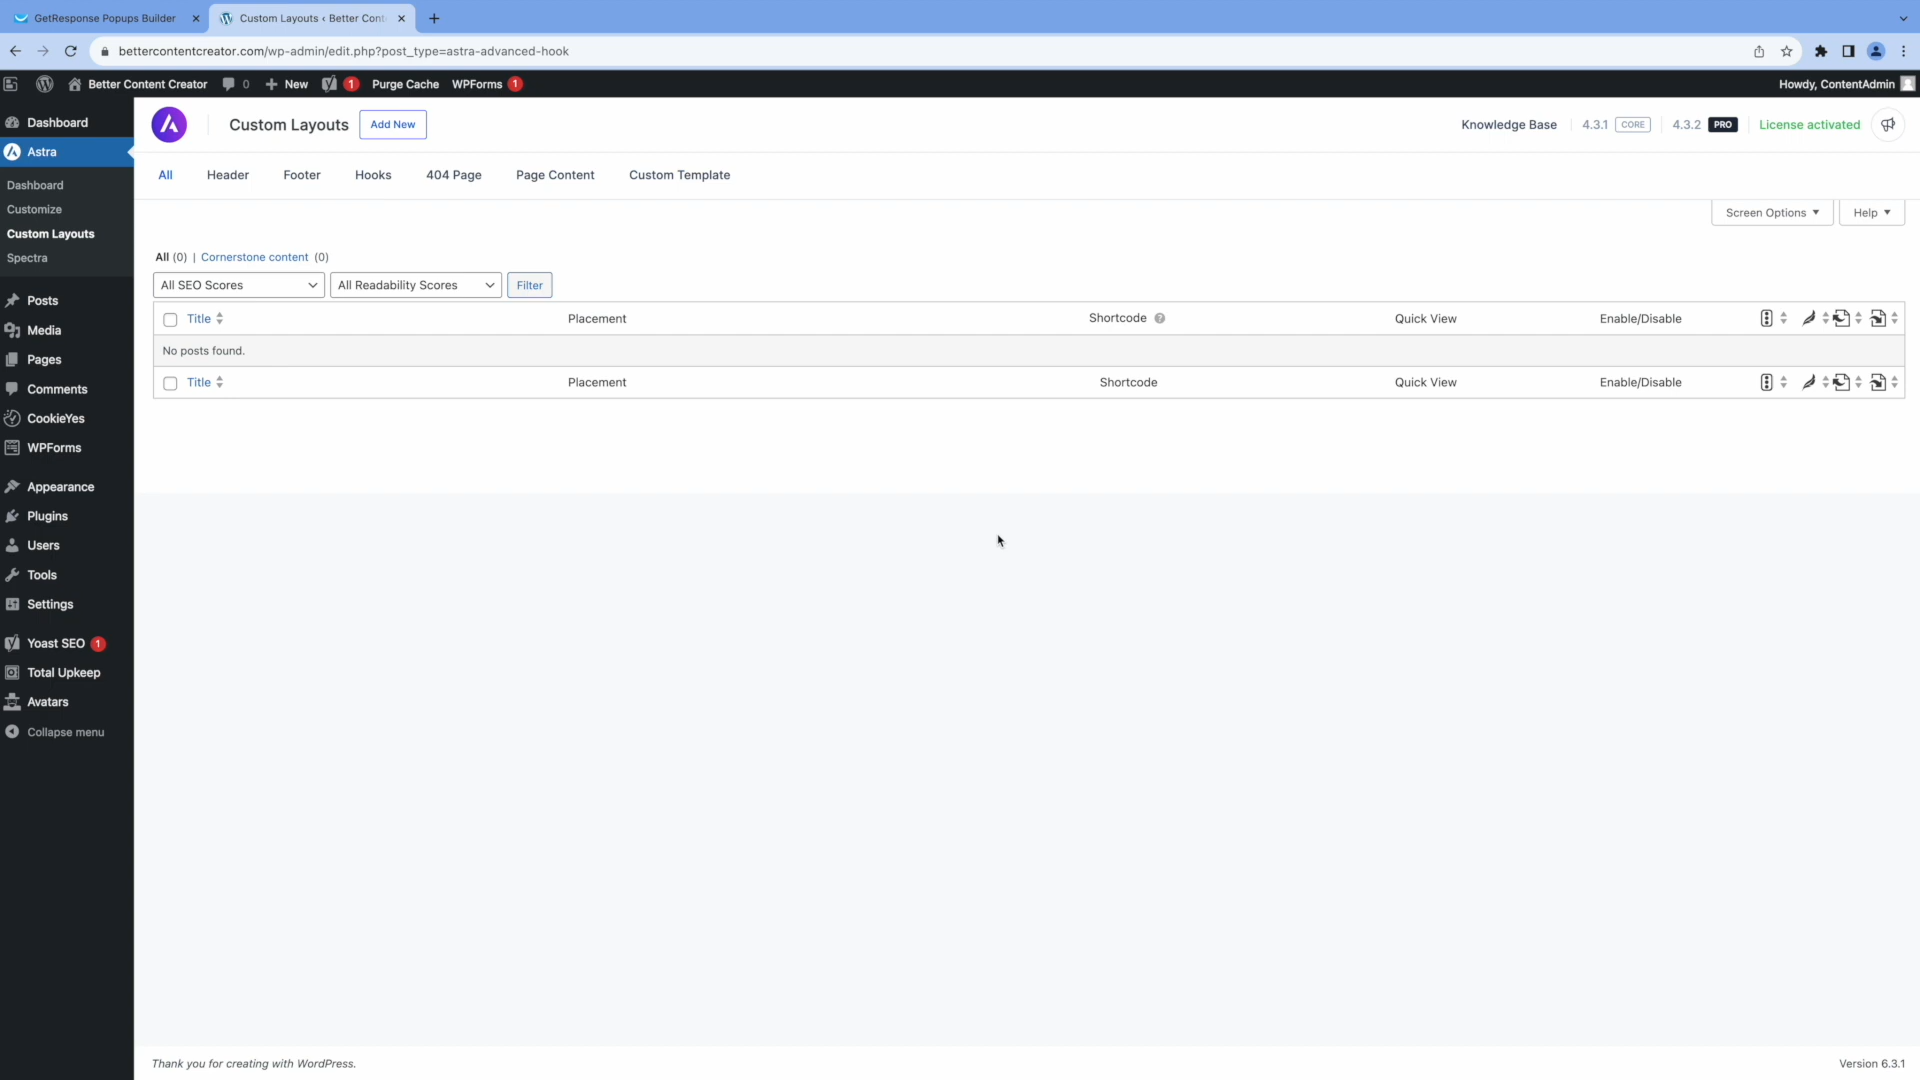 GetResponse Popups Builder
Custom Layouts ‹ Better Cont
bettercontentcreator.com/wp-admin/edit.php?post_type=astra-advanced-hook
Better Content Creator 0 New 1 Purge Cache WPForms 1 Howdy, ContentAdmin
Dashboard
Astra
Dashboard
Customize
Custom Layouts
Spectra
Posts
Media
Pages
Comments
CookieYes
WPForms
Appearance
Plugins
Users
Tools
Settings
Yoast SEO 1
Total Upkeep
Avatars
Collapse menu
Custom Layouts Add New Knowledge Base 4.3.1 CORE 4.3.2 PRO License activated
All Header Footer Hooks 404 Page Page Content Custom Template
Screen Options Help
All (0) | Cornerstone content (0)
All SEO Scores All Readability Scores Filter
Title Placement Shortcode ? Quick View Enable/Disable
No posts found.
Title Placement Shortcode Quick View Enable/Disable
Thank you for creating with WordPress. Version 6.3.1